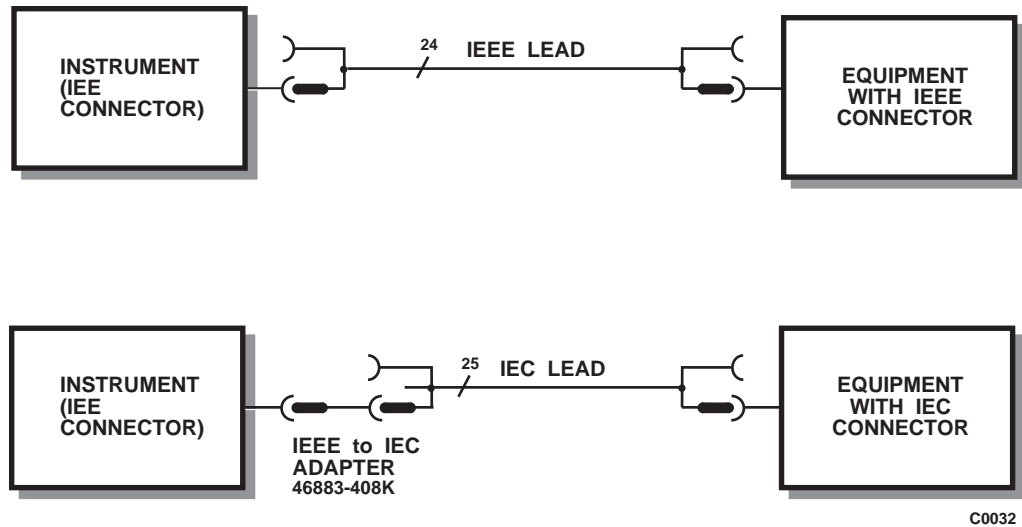 INSTRUMENT
(IEE
CONNECTOR)
24
IEEE LEAD
EQUIPMENT
WITH IEEE
CONNECTOR
INSTRUMENT
(IEE
CONNECTOR)
IEEE to IEC
ADAPTER
46883-408K
25
IEC LEAD
EQUIPMENT
WITH IEC
CONNECTOR
C0032